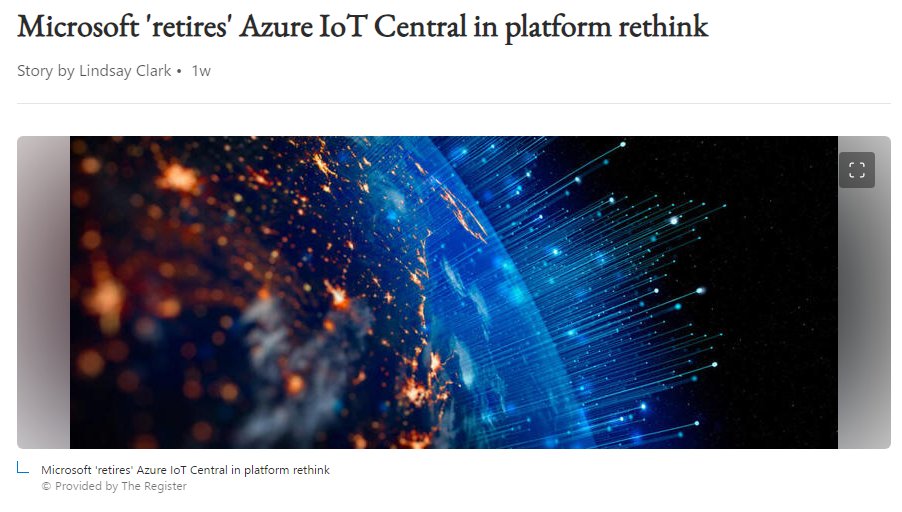 Microsoft 'retires' Azure IoT Central in platform rethink
Story by Lindsay Clark • 1w
Microsoft 'retires' Azure IoT Central in platform rethink
© Provided by The Register